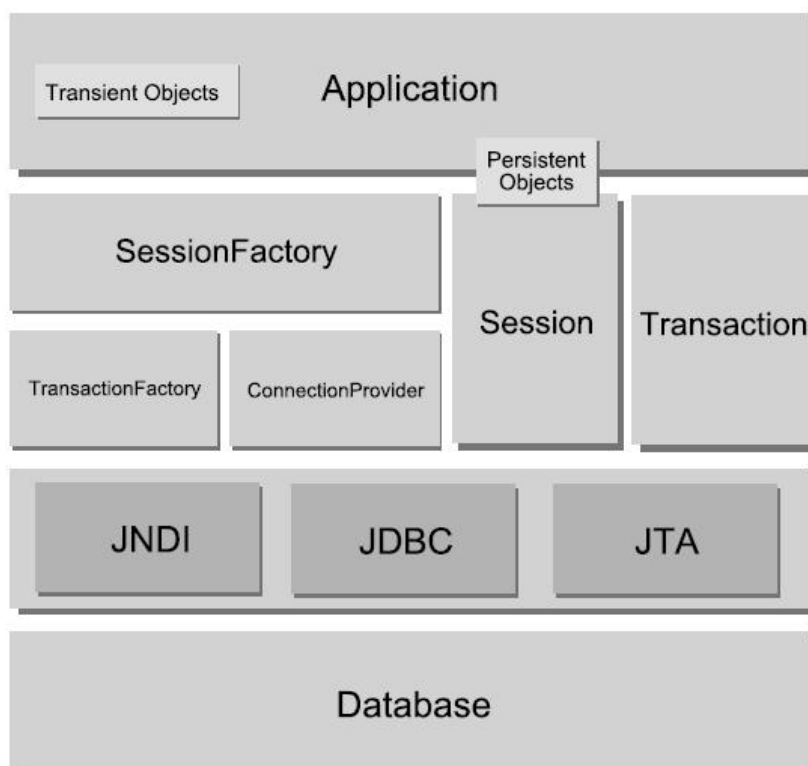 Transient Objects
Application
Persistent
Objects
SessionFactory
Session
Transaction
TransactionFactory
ConnectionProvider
JNDI
JDBC
JTA
Database